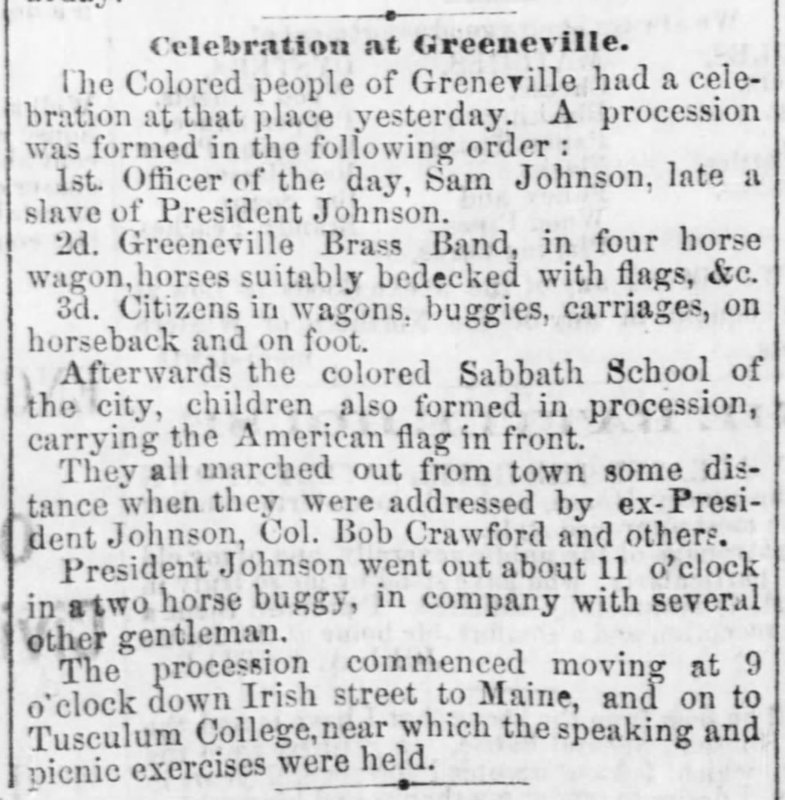 Celebration at Greeneville.
The Colored people of Greneville had a cele-
bration at that place yesterday. A procession
was formed in the following order :
1st. Officer of the day, Sam Johnson, late a
slave of President Johnson.
2d. Greeneville Brass Band, in four horse
wagon, horses suitably bedecked with flags, &c.
3d. Citizens in wagons, buggies, carriages, on
horseback and on foot.
Afterwards the colored Sabbath School of
the city, children also formed in procession,
carrying the American flag in front.
They all marched out from town some dis-
tance when they were addressed by ex-Presi-
dent Johnson, Col. Bob Crawford and others.
President Johnson went out about 11 o'clock
in a two horse buggy, in company with several
other gentleman.
The procession commenced moving at 9
o'clock down Irish street to Maine, and on to
Tusculum College, near which the speaking and
picnic exercises were held.